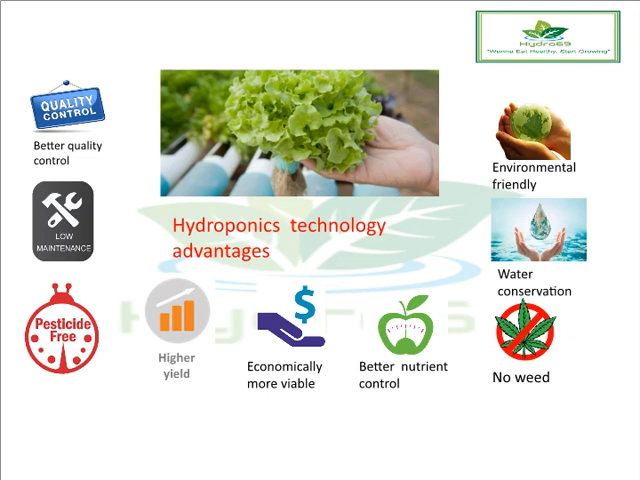 Hydro69
"Wanna Eat Healthy, Start Growing"
QUALITY
CONTROL
Better quality
control
Environmental
friendly
LOW
MAINTENANCE
Hydroponics technology
advantages
Water
conservation
Pesticide
Free
Higher
yield
Economically
more viable
Better nutrient
control
No weed
Hydro69